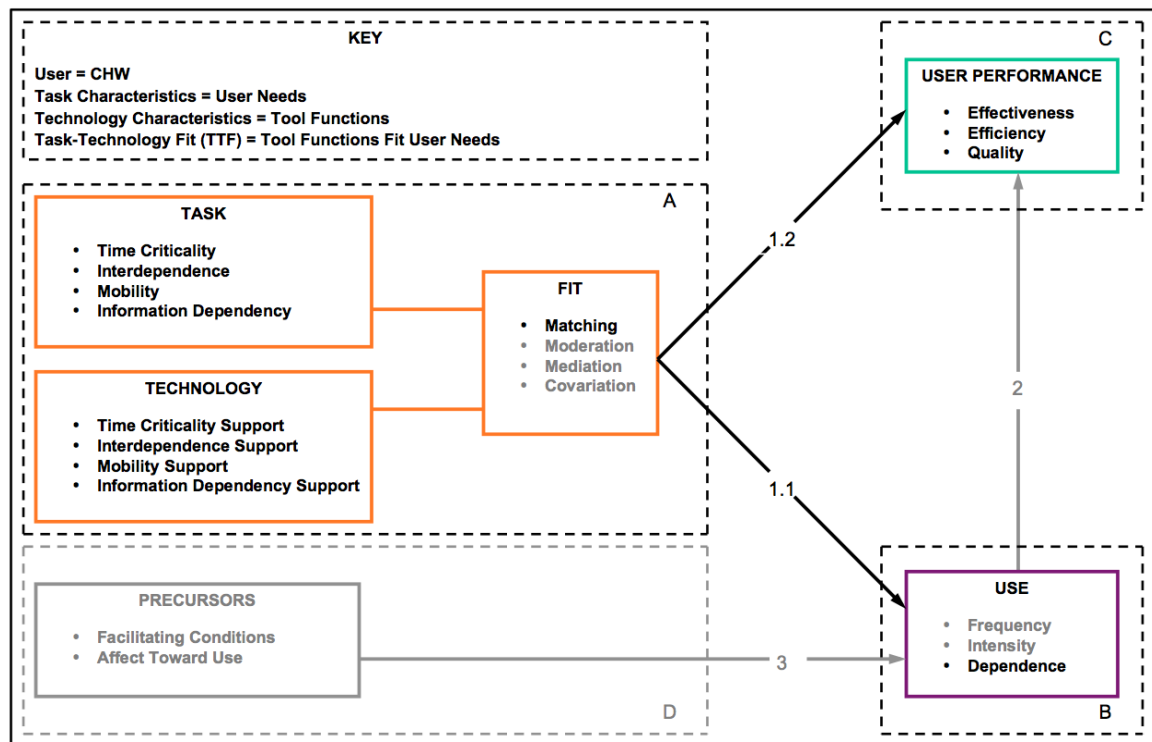 KEY
User = CHW
Task Characteristics = User Needs
Technology Characteristics = Tool Functions
Task-Technology Fit (TTF) = Tool Functions Fit User Needs
C
USER PERFORMANCE
• Effectiveness
• Efficiency
• Quality
A
TASK
• Time Criticality
• Interdependence
• Mobility
• Information Dependency
FIT
• Matching
• Moderation
• Mediation
• Covariation
TECHNOLOGY
• Time Criticality Support
• Interdependence Support
• Mobility Support
• Information Dependency Support
1.2
1.1
2
PRECURSORS
• Facilitating Conditions
• Affect Toward Use
D
3
USE
• Frequency
• Intensity
• Dependence
B